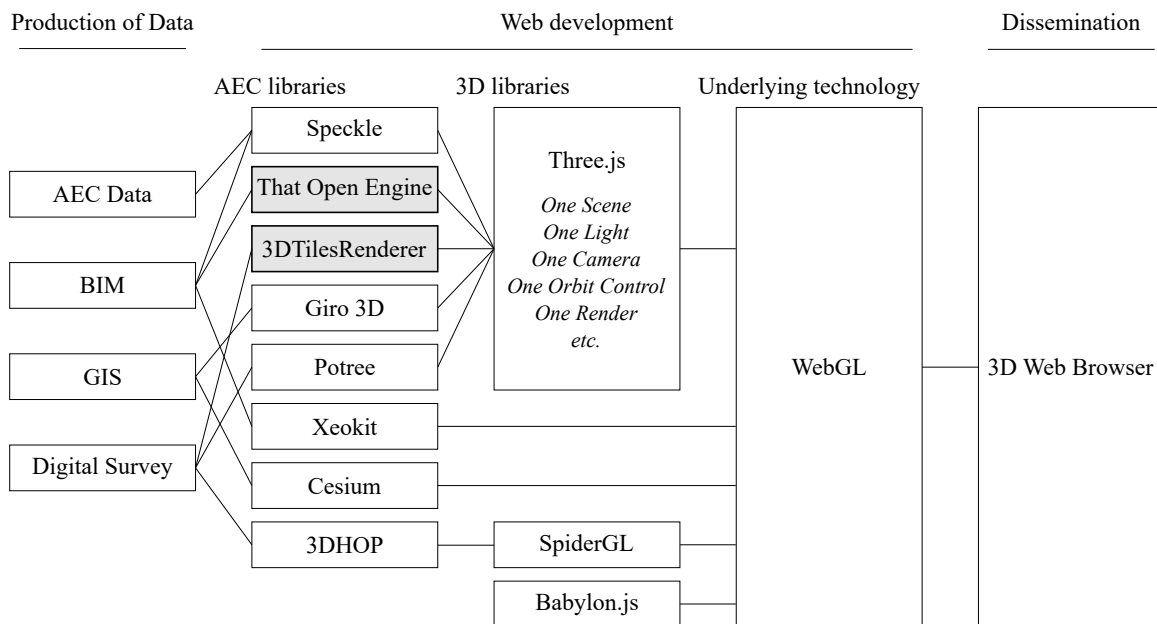 Production of Data
Web development
Dissemination
AEC libraries
3D libraries
Underlying technology
AEC Data
BIM
GIS
Digital Survey
Speckle
That Open Engine
3DTilesRenderer
Giro 3D
Potree
Xeokit
Cesium
3DHOP
Three.js
One Scene
One Light
One Camera
One Orbit Control
One Render
etc.
SpiderGL
Babylon.js
WebGL
3D Web Browser